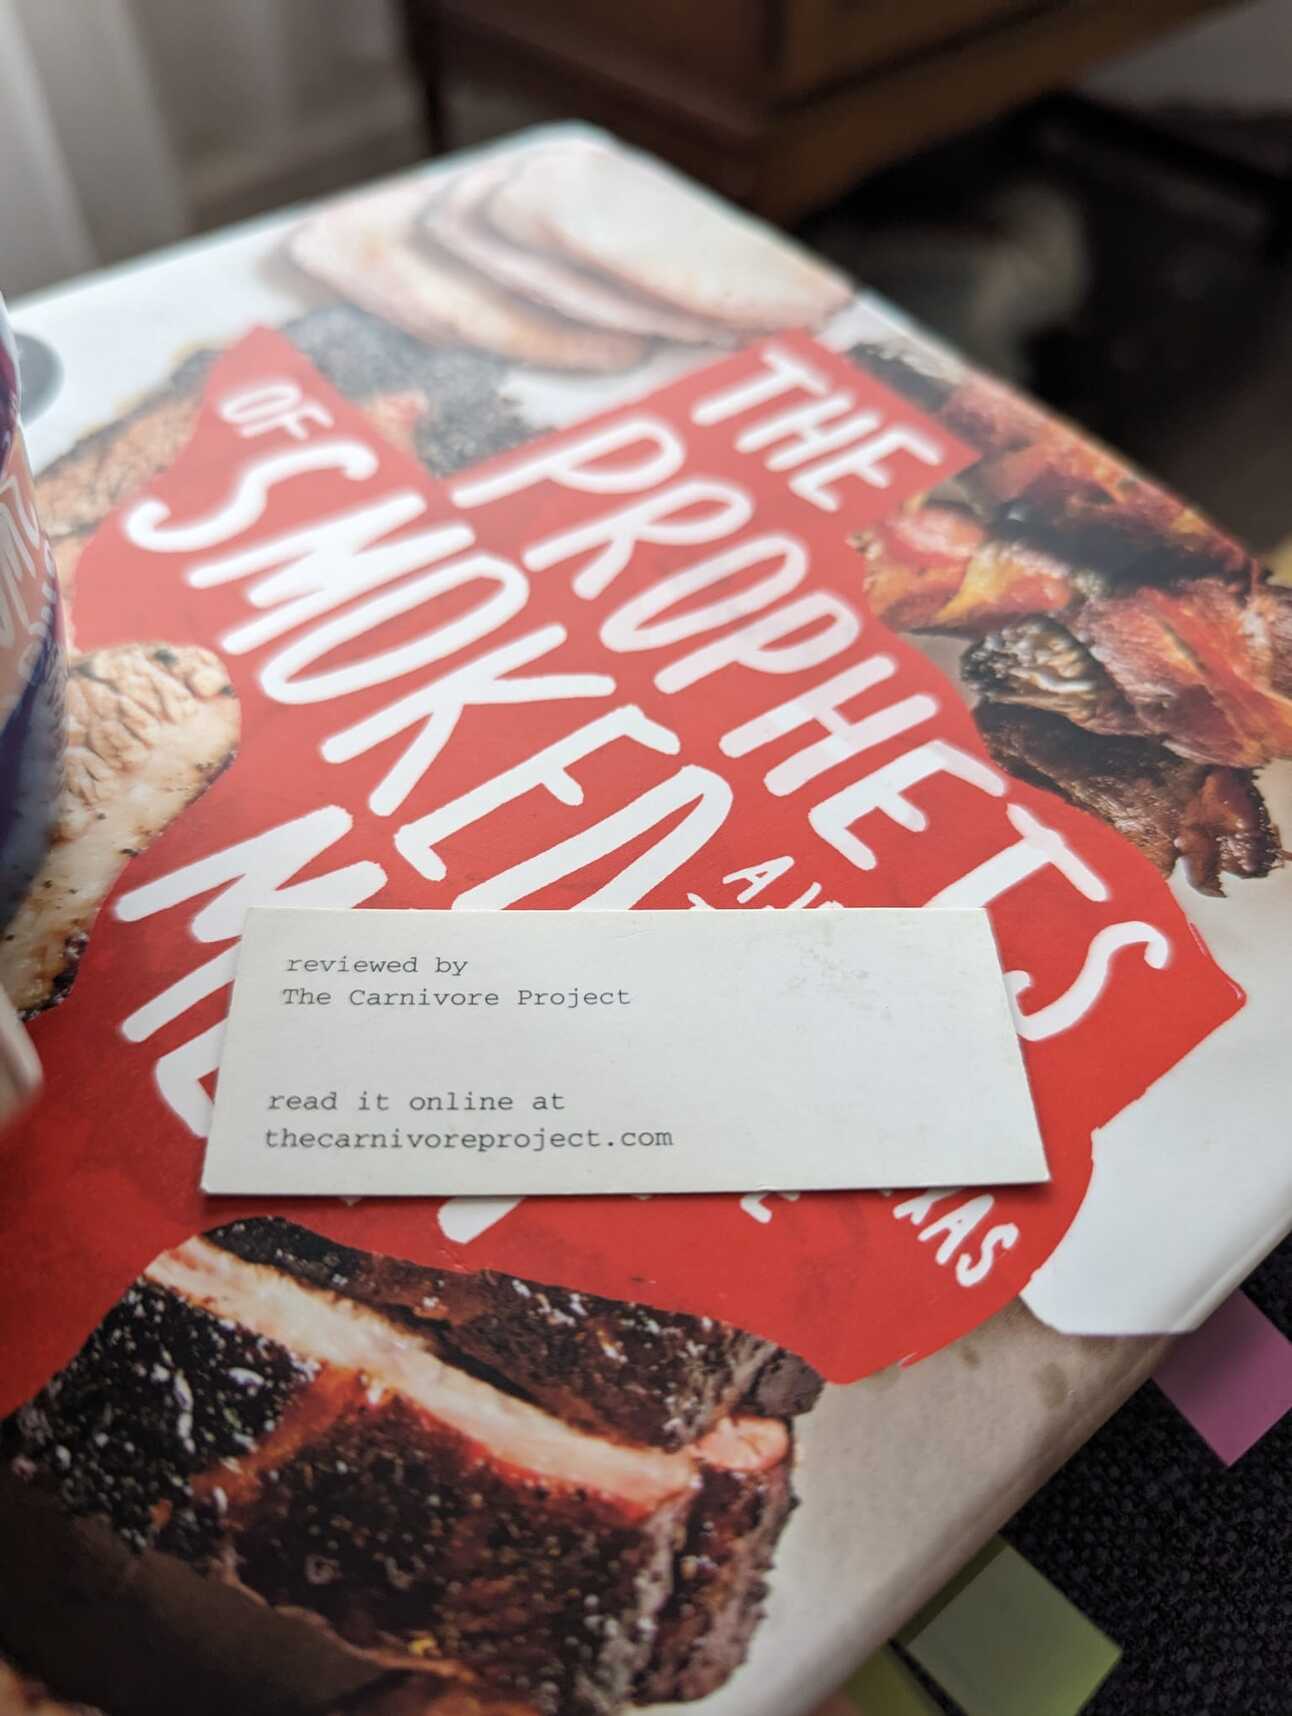 THE
PROPHETS
OF
SMOKED
reviewed by
The Carnivore Project
read it online at
thecarnivoreproject.com